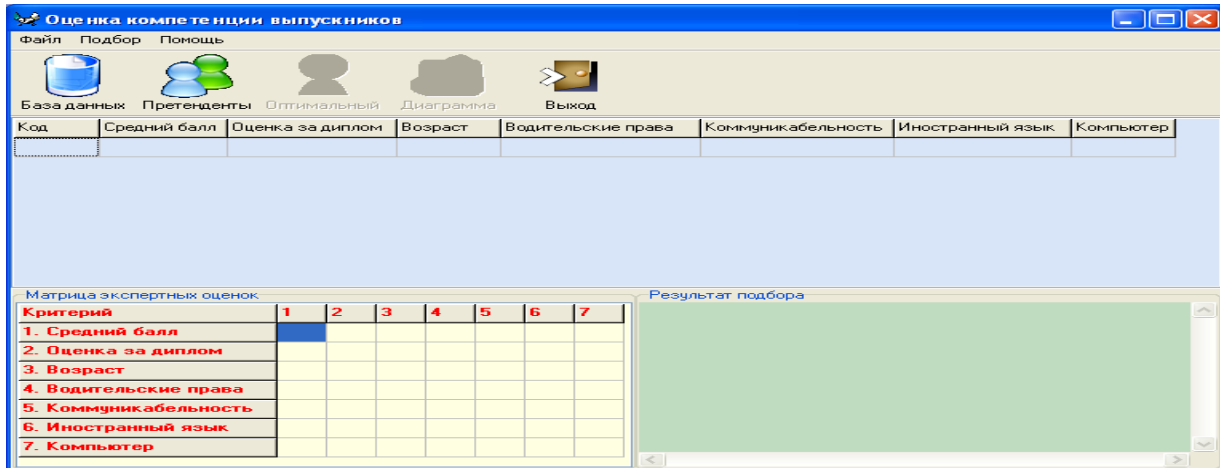 Оценка компетенции выпускников
Файл Подбор Помощь
База данных Претенденты Оптимальный Диаграмма Выход
Код Средний балл Оценка за диплом Возраст Водительские права Коммуникабельность Иностранный язык Компьютер
Матрица экспертных оценок
Критерий 1 2 3 4 5 6 7
1. Средний балл
2. Оценка за диплом
3. Возраст
4. Водительские права
5. Коммуникабельность
6. Иностранный язык
7. Компьютер
Результат подбора